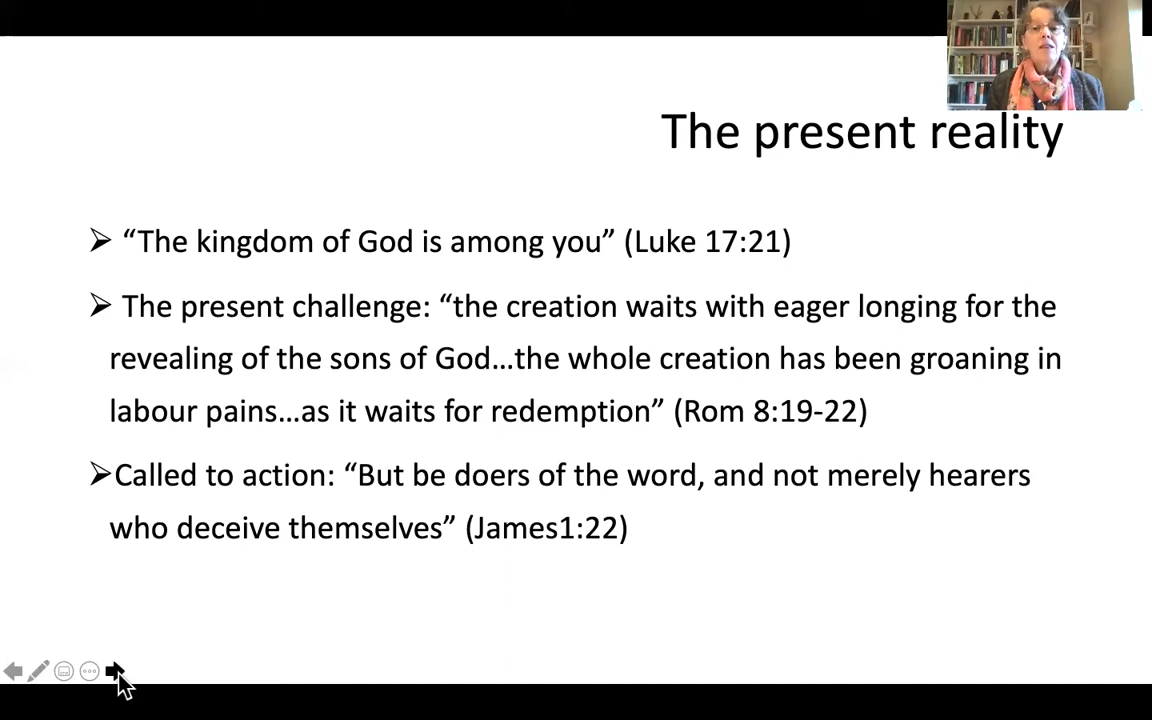 The present reality
“The kingdom of God is among you” (Luke 17:21)
The present challenge: “the creation waits with eager longing for the
revealing of the sons of God…the whole creation has been groaning in
labour pains…as it waits for redemption” (Rom 8:19-22)
Called to action: “But be doers of the word, and not merely hearers
who deceive themselves” (James1:22)